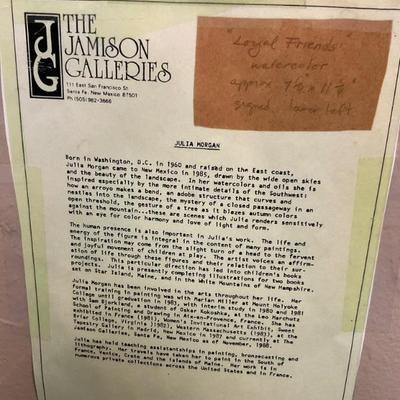 JG
THE
JAMISON
GALLERIES
111 East San Francisco St.
Santa Fe, New Mexico 87501
Ph (505) 982-3666
"Loyal Friends"
watercolor
approx 7½ x 11½
signed lower left
JULIA MORGAN
Born in Washington, D.C. in 1960 and raised on the East coast,
Julia Morgan came to New Mexico in 1985, drawn by the wide open skies
and the beauty of the landscape. In her watercolors and oils she is
inspired especially by the more intimate details of the Southwest:
how an arroyo makes a bend, an adobe structure that curves and
nestles into the landscape, the mystery of a closed passageway in an
open threshold, the gesture of a tree as it blazes autumn colors
against the mountain...these are scenes which Julia renders sensitively
with an eye for color harmony and love of light and form.
The human presence is also important in Julia's work. The life and
energy of the figure is integral in the content of many paintings.
The inspiration may come from the slight turn of a head to the fervent
and joyful movement of children at play. The artist voices an affirm-
ation of life through these figures and their relation to their sur-
roundings. This particular direction has led into children's books
projects. Julia is presently completing illustrations for two books
set on Star Island, Maine, and in the White Mountains of New Hampshire.
Julia Morgan has been involved in the arts throughout her life. Her
formal training in painting was with Marian Miller at Mount Holyoke
College until graduation in 1983, with interim study in 1980 and 1981
with Sam Bjorklund, a student of Oskar Kokoschka, at the Leo Marchutz
School of Painting and Drawing in Aix-en-Provence, France. She has
exhibited in France (1981), Women's Invitational Art Exhibit, Sweet
Briar College, Virginia (1982), Western Massachusetts (1983), at the
Tapestry Gallery in Madrid, New Mexico in 1987 and currently at The
Jamison Galleries, Santa Fe, New Mexico as of November, 1988.
Julia has held teaching assistantships in painting, bronzecasting and
lithography. Her travels have taken her to paint in the South of
France, Venice, Crete and the islands of Maine. Her work is in
numerous private collections across the United States and in France.